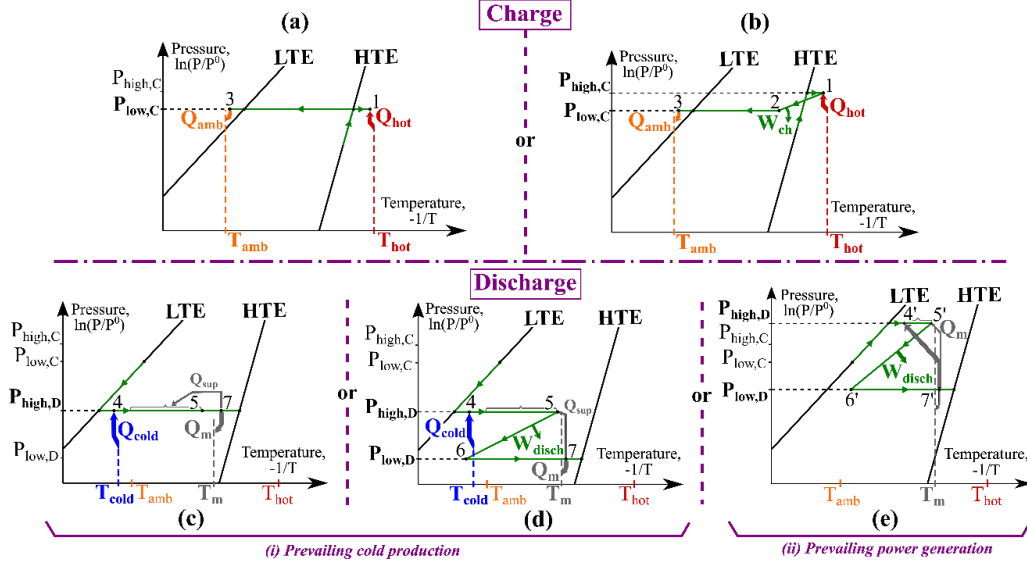 Charge
(a)
Pressure,
ln(P/P⁰)
LTE
HTE
P_high,C
P_low,C
3
1
Q_amb
Q_hot
Temperature,
-1/T
T_amb
T_hot
or
(b)
Pressure,
ln(P/P⁰)
LTE
HTE
P_high,C
P_low,C
3
2
1
Q_amb
W_ch
Q_hot
Temperature,
-1/T
T_amb
T_hot
Discharge
Pressure,
ln(P/P⁰)
LTE
HTE
P_high,C
P_low,C
P_high,D
P_low,D
4
5
7
Q_sup
Q_cold
Q_m
Temperature,
-1/T
T_cold
T_amb
T_m
T_hot
(c)
or
Pressure,
ln(P/P⁰)
LTE
HTE
P_high,C
P_low,C
P_high,D
P_low,D
4
5
Q_sup
Q_cold
W_disch
6
7
Q_m
Temperature,
-1/T
T_cold
T_amb
T_m
T_hot
(d)
or
Pressure,
ln(P/P⁰)
LTE
HTE
P_high,D
P_high,C
P_low,C
P_low,D
4'
5'
Q_m
W_disch
6'
7'
Temperature,
-1/T
T_amb
T_m
T_hot
(e)
(i) Prevailing cold production
(ii) Prevailing power generation